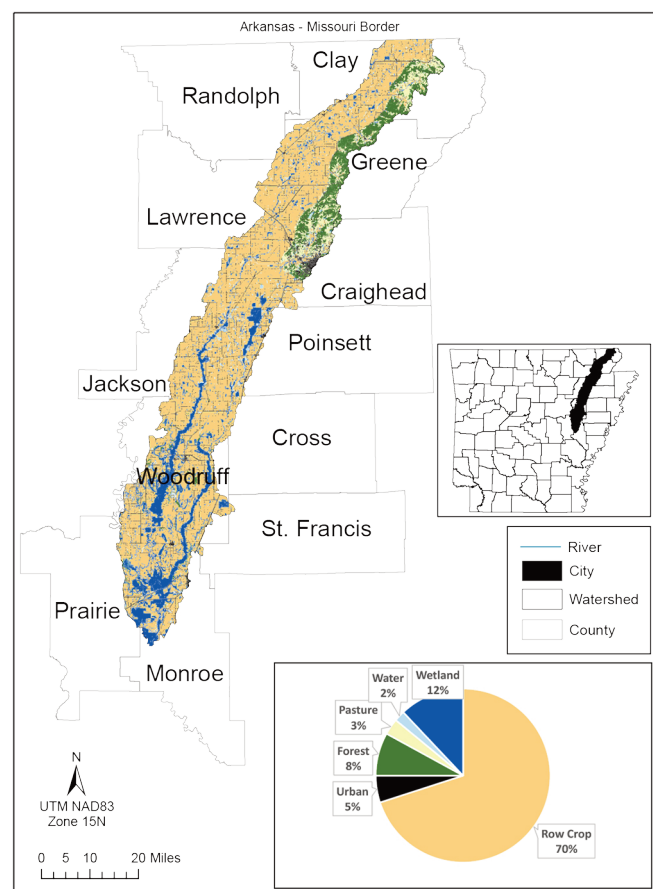 Arkansas - Missouri Border
Clay
Randolph
Greene
Lawrence
Craighead
Poinsett
Jackson
Cross
Woodruff
St. Francis
Prairie
Monroe
River
City
Watershed
County
N
UTM NAD83
Zone 15N
0 5 10 20 Miles
Water
2%
Wetland
12%
Pasture
3%
Forest
8%
Urban
5%
Row Crop
70%